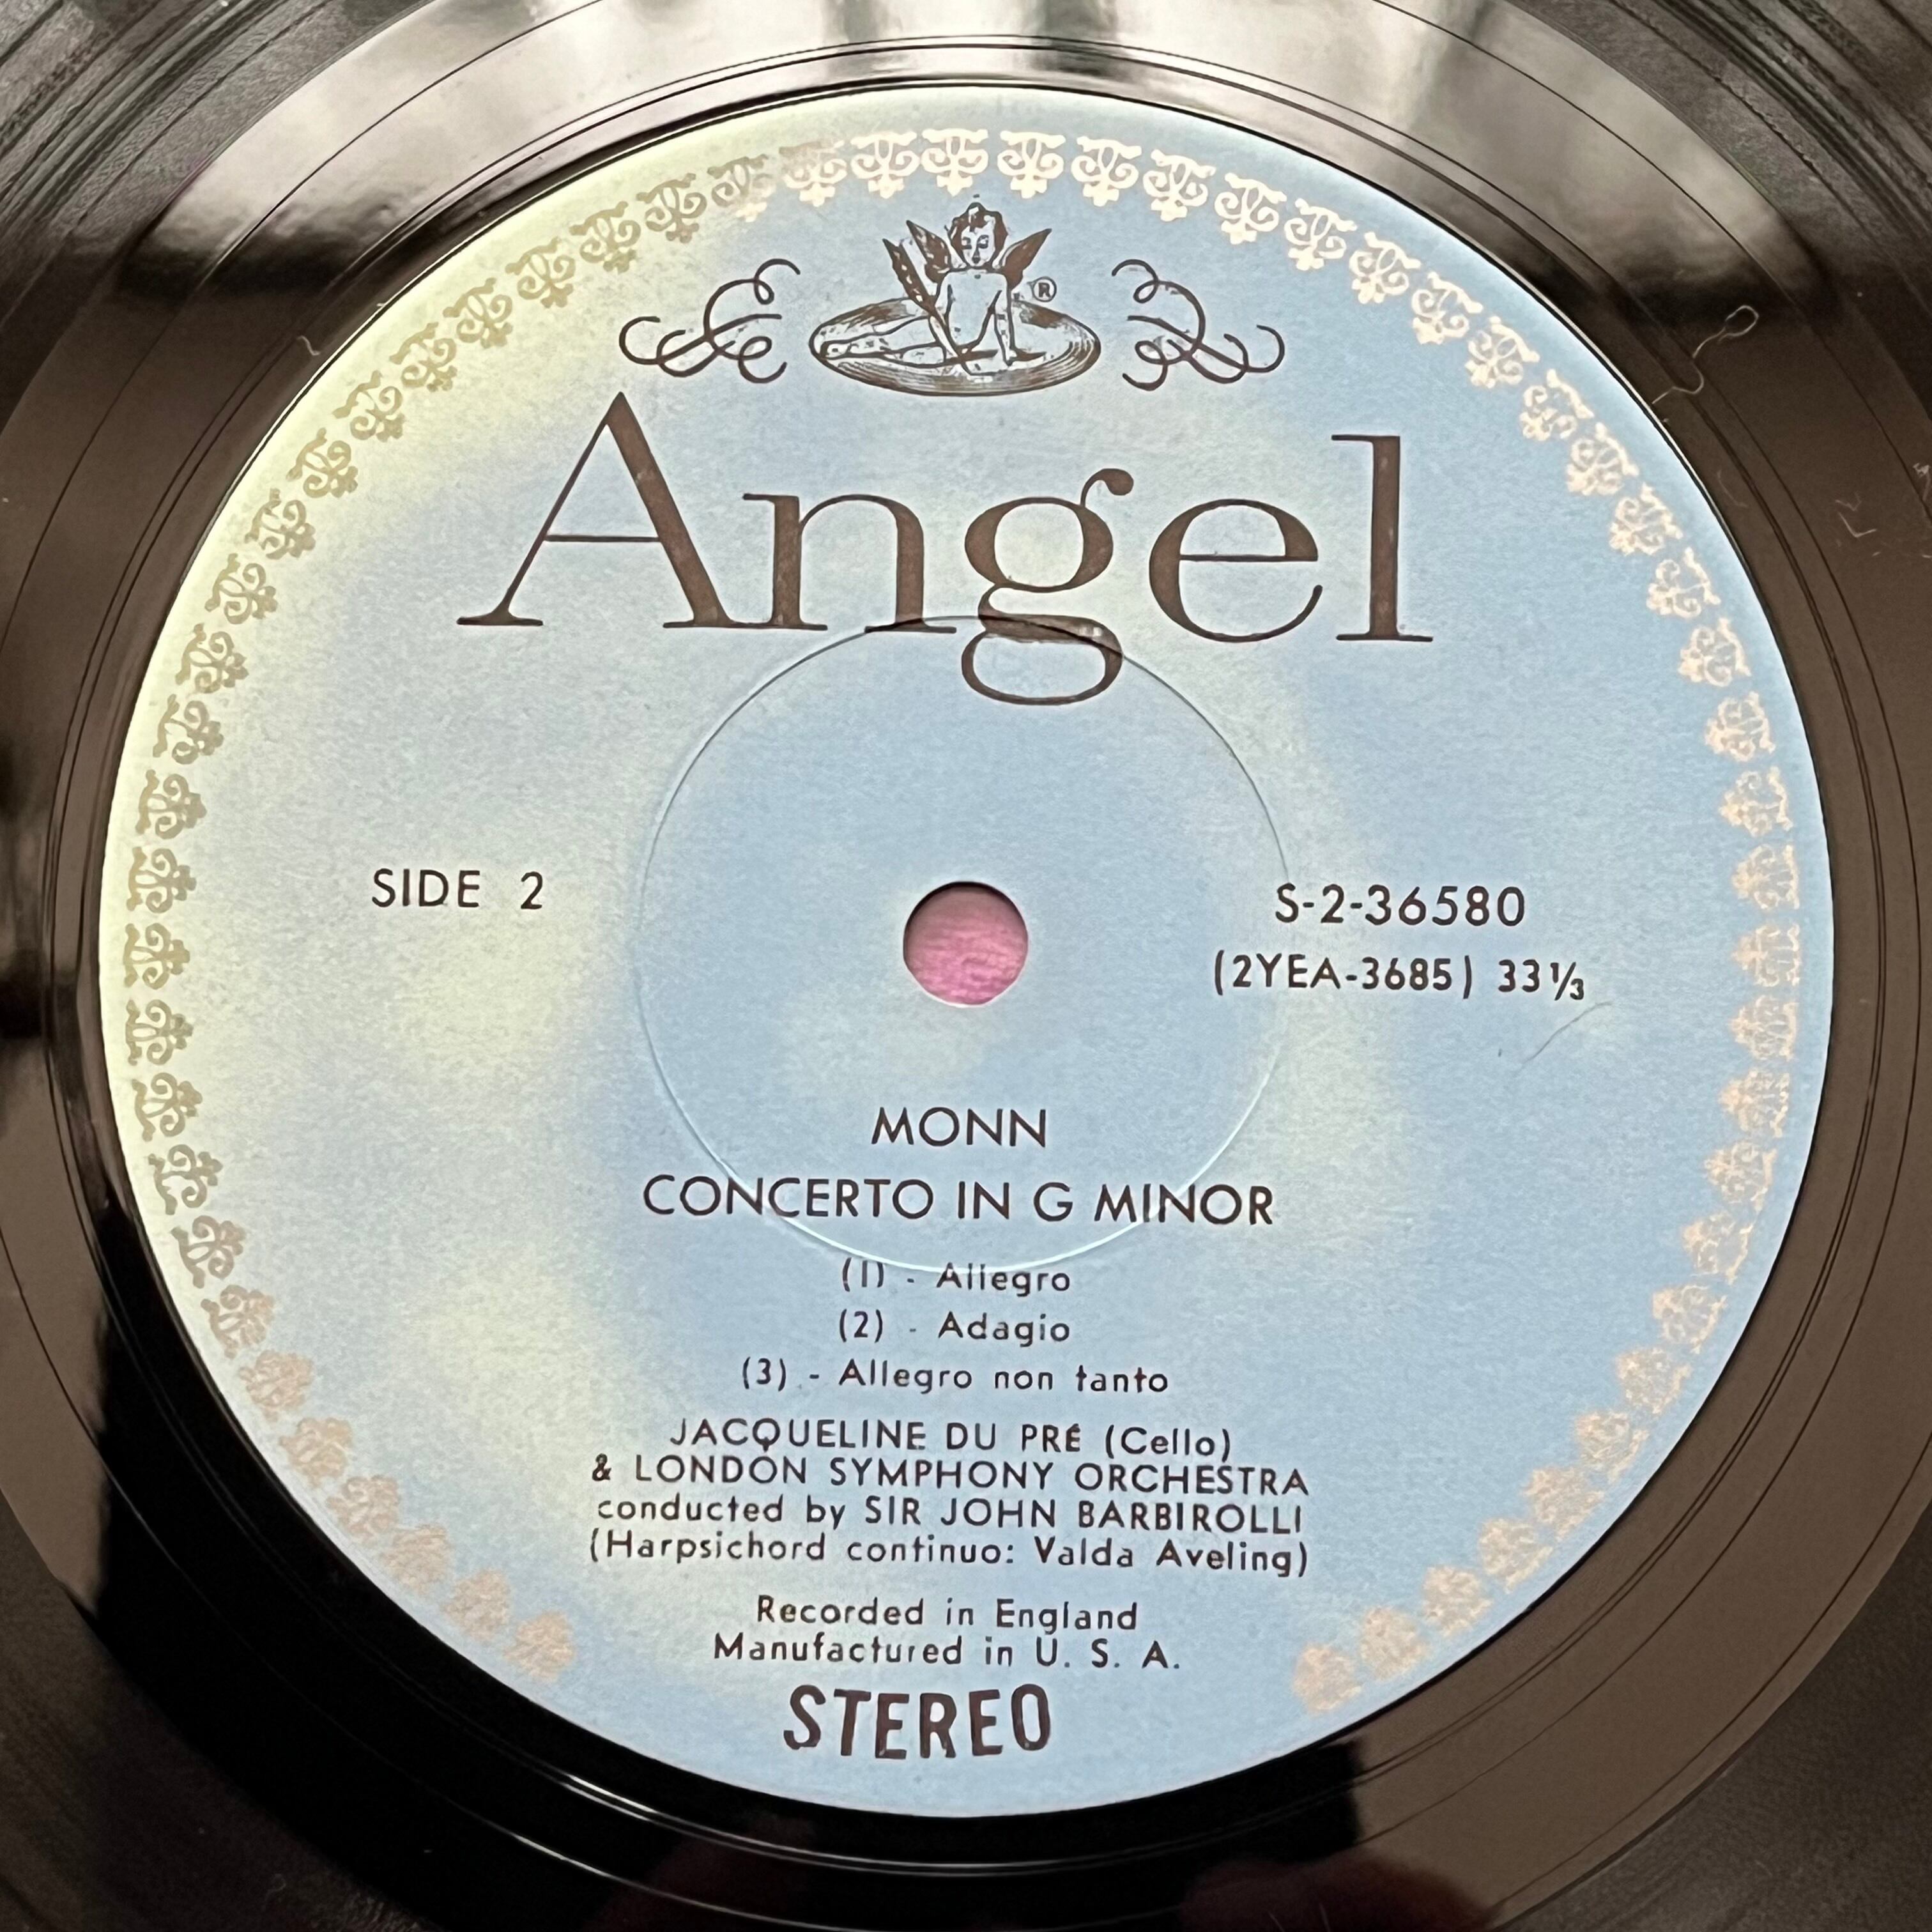 ®
Angel
SIDE 2
S-2-36580
(2YEA-3685) 33⅓
MONN
CONCERTO IN G MINOR
(1) - Allegro
(2) - Adagio
(3) - Allegro non tanto
JACQUELINE DU PRÉ (Cello)
& LONDON SYMPHONY ORCHESTRA
conducted by SIR JOHN BARBIROLLI
(Harpsichord continuo: Valda Aveling)
Recorded in England
Manufactured in U. S. A.
STEREO